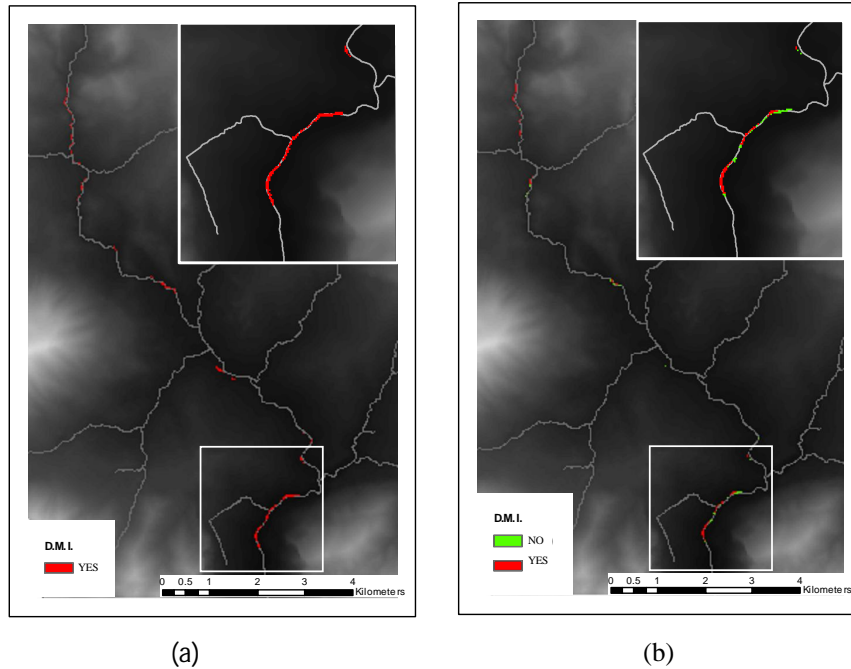 D.M.I.
YES
0 0.5 1 2 3 4
Kilometers
(a)
D.M.I.
NO (
YES
0 0.5 1 2 3 4
Kilometers
(b)